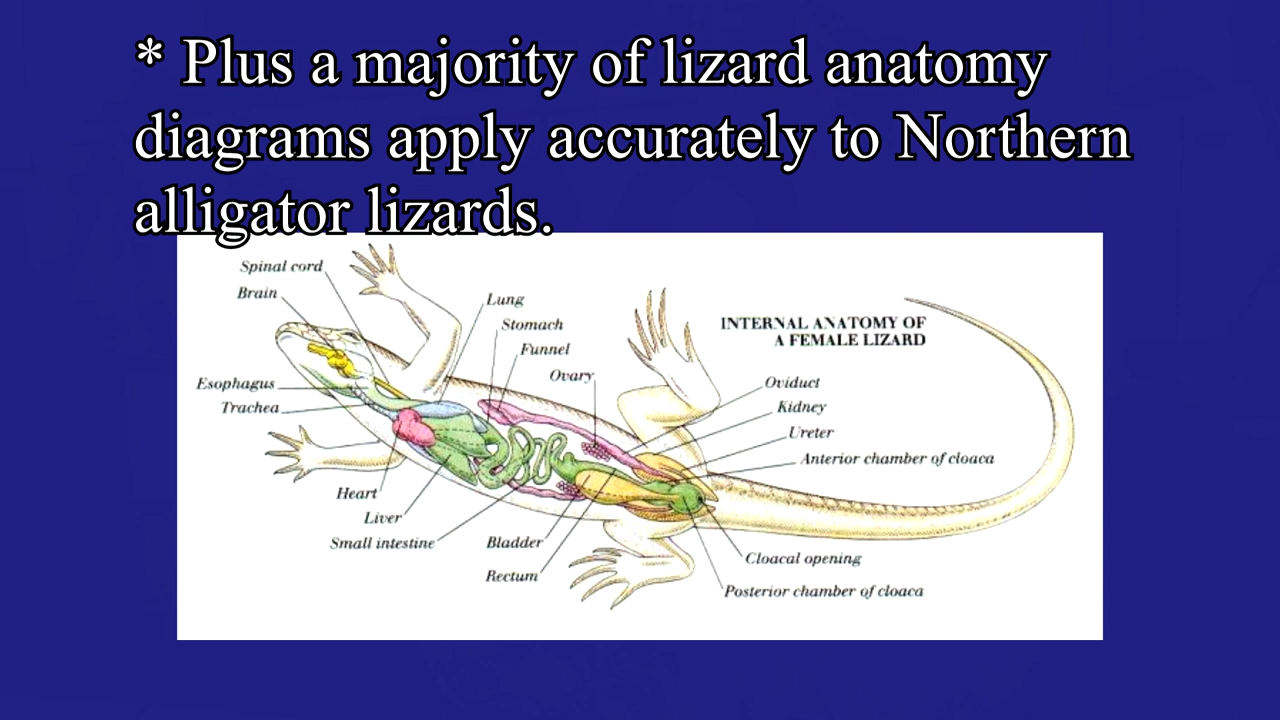 * Plus a majority of lizard anatomy
diagrams apply accurately to Northern
alligator lizards.
Spinal cord
Brain
Lung
Stomach
Funnel
Ovary
INTERNAL ANATOMY OF
A FEMALE LIZARD
Esophagus
Trachea
Oviduct
Kidney
Ureter
Anterior chamber of cloaca
Heart
Liver
Small intestine
Bladder
Rectum
Cloacal opening
Posterior chamber of cloaca